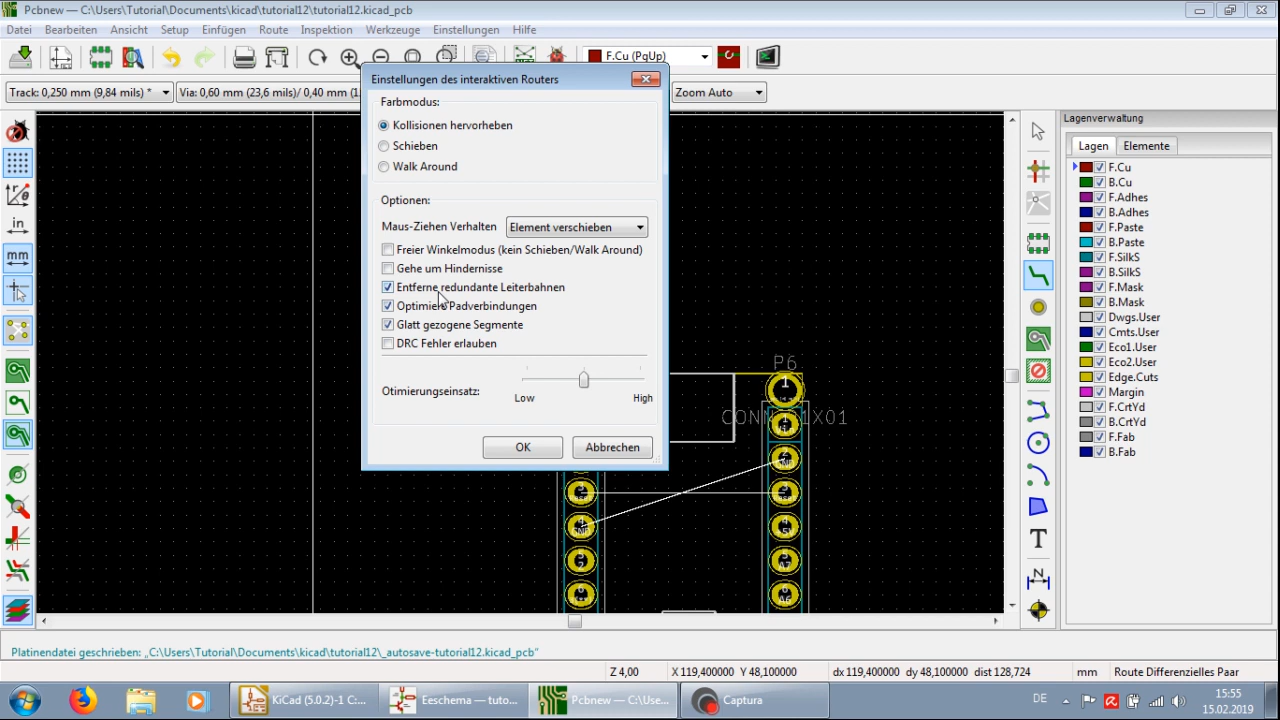 Pcbnew — C:\Users\Tutorial\Documents\kicad\tutorial12\tutorial12.kicad_pcb
Datei Bearbeiten Ansicht Setup Einfügen Route Inspektion Werkzeuge Einstellungen Hilfe
F.Cu (PgUp)
Track: 0,250 mm (9,84 mils) *
Via: 0,60 mm (23,6 mils)/ 0,40 mm
Zoom Auto
Einstellungen des interaktiven Routers
Farbmodus:
Kollisionen hervorheben
Schieben
Walk Around
Optionen:
Maus-Ziehen Verhalten Element verschieben
Freier Winkelmodus (kein Schieben/Walk Around)
Gehe um Hindernisse
Entferne redundante Leiterbahnen
Optimiere Padverbindungen
Glatt gezogene Segmente
DRC Fehler erlauben
Otimierungseinsatz:
Low High
OK Abbrechen
in
mm
P6
1
Lagenverwaltung
Lagen Elemente
F.Cu
B.Cu
F.Adhes
B.Adhes
F.Paste
B.Paste
F.SilkS
B.SilkS
F.Mask
B.Mask
Dwgs.User
Cmts.User
Eco1.User
Eco2.User
Edge.Cuts
Margin
F.CrtYd
B.CrtYd
F.Fab
B.Fab
Platinendatei geschrieben: „C:\Users\Tutorial\Documents\kicad\tutorial12\_autosave-tutorial12.kicad_pcb“
Z 4,00 X 119,400000 Y 48,100000 dx 119,400000 dy 48,100000 dist 128,724 mm Route Differenzielles Paar
KiCad (5.0.2)-1 C:...
Eeschema — tuto...
Pcbnew — C:\Use...
Captura
DE
15:55
15.02.2019